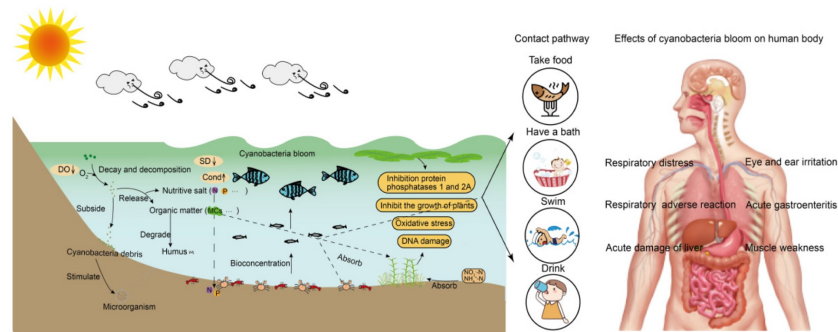 Contact pathway
Effects of cyanobacteria bloom on human body
Take food
Have a bath
Swim
Drink
Cyanobacteria bloom
SD↓
DO↓
O₂
Decay and decomposition
Cond↑
Release
Nutritive salt (N P ···)
Organic matter (MCs ···)
Subside
Degrade
Cyanobacteria debris
Humus
Stimulate
Microorganism
N P
Bioconcentration
Absorb
Inhibition protein
phosphatases 1 and 2A
Inhibit the growth of plants
Oxidative stress
DNA damage
Absorb
Respiratory distress
Eye and ear irritation
Respiratory adverse reaction
Acute gastroenteritis
Acute damage of liver
Muscle weakness